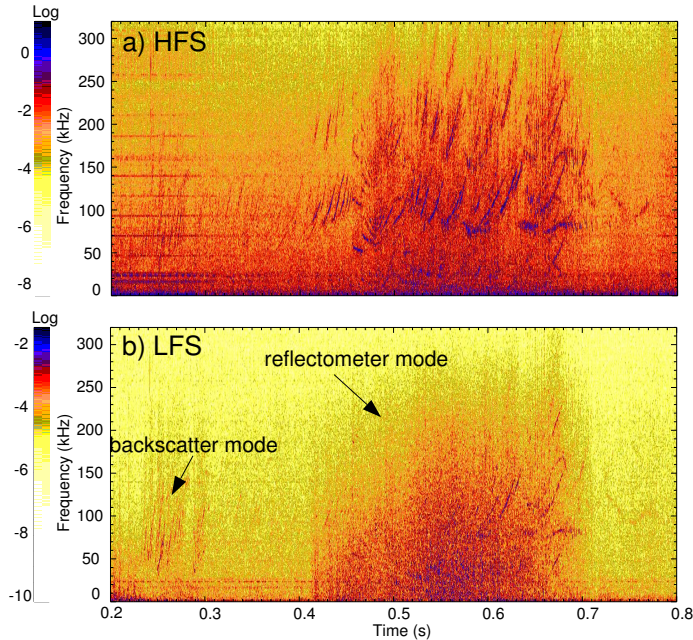 Log
0
-2
-4
-6
-8
Frequency (kHz)
300
250
200
150
100
50
0
a) HFS
Log
-2
-4
-6
-8
-10
Frequency (kHz)
300
250
200
150
100
50
0
b) LFS
reflectometer mode
backscatter mode
0.2 0.3 0.4 0.5 0.6 0.7 0.8
Time (s)